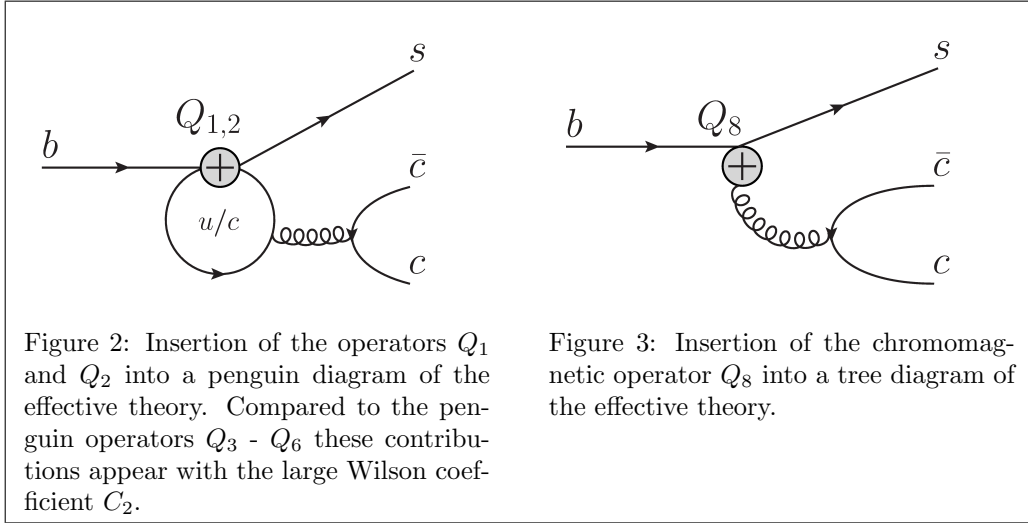 s
Q1,2
b
c̄
u/c
c
Figure 2: Insertion of the operators Q1
and Q2 into a penguin diagram of the
effective theory. Compared to the pen-
guin operators Q3 - Q6 these contribu-
tions appear with the large Wilson coef-
ficient C2.
s
b
Q8
c̄
c
Figure 3: Insertion of the chromomag-
netic operator Q8 into a tree diagram of
the effective theory.